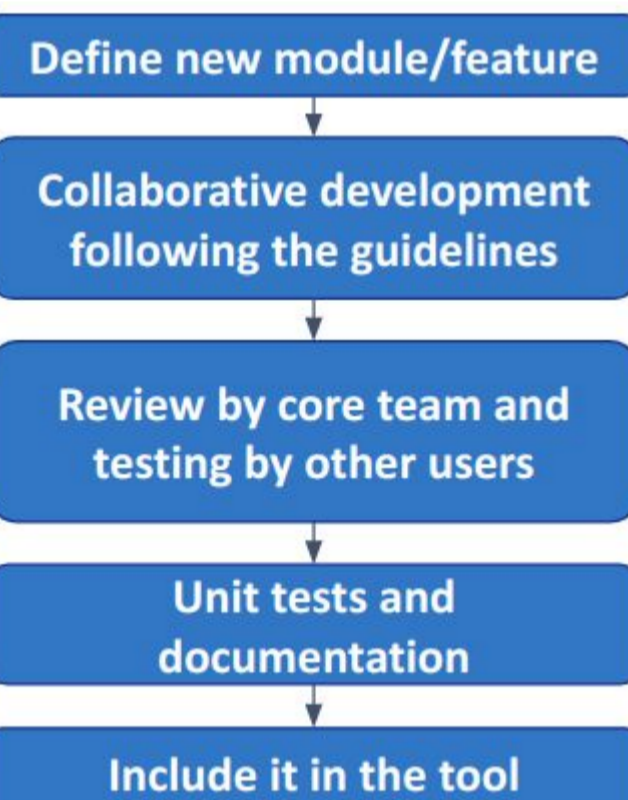 Define new module/feature
Collaborative development
following the guidelines
Review by core team and
testing by other users
Unit tests and
documentation
Include it in the tool